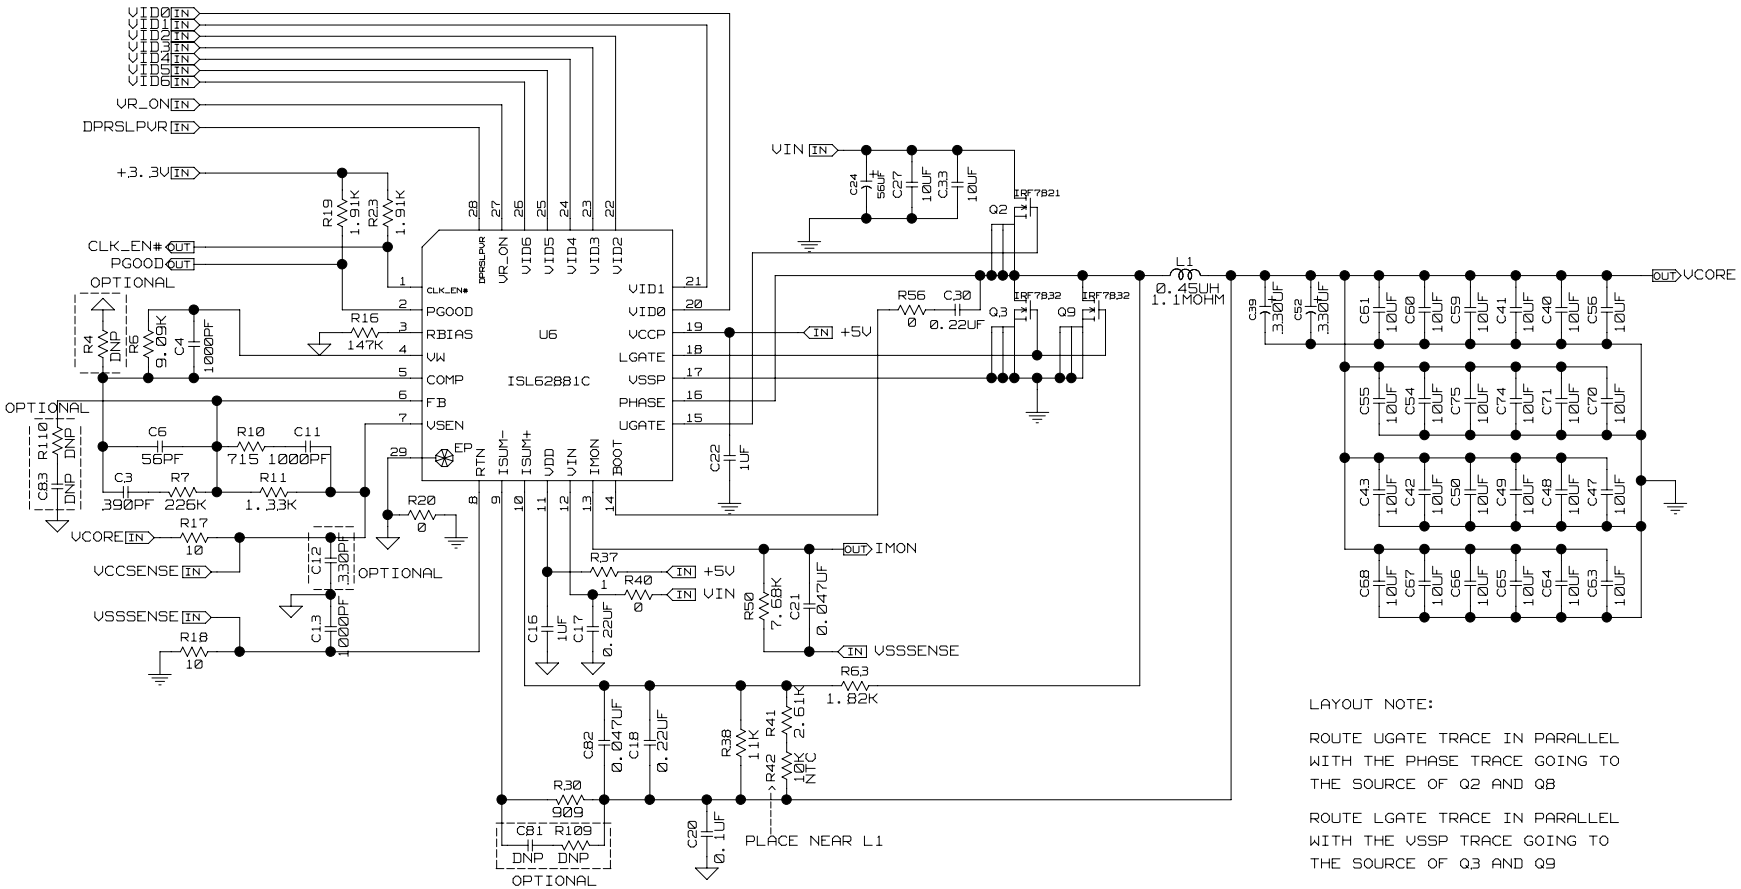 VID0 IN
VID1 IN
VID2 IN
VID3 IN
VID4 IN
VID5 IN
VID6 IN
VR_ON IN
DPRSLPVR IN
+3.3V IN
R19
1.91K
R23
1.91K
CLK_EN# OUT
PGOOD OUT
OPTIONAL
R4
DNP
R6
9.09K
C4
1000PF
R16
147K
28 27 26 25 24 23 22
DPRSLPVR VR_ON VID6 VID5 VID4 VID3 VID2
1 CLK_EN#
2 PGOOD
3 RBIAS
4 VW
5 COMP
6 FB
7 VSEN
29 EP
U6
ISL62881C
VID1 21
VID0 20
VCCP 19
LGATE 18
VSSP 17
PHASE 16
UGATE 15
RTN ISUM- ISUM+ VDD VIN IMON BOOT
8 9 10 11 12 13 14
OPTIONAL
R110
DNP
C83
DNP
C6
56PF
R10
715
C11
1000PF
C3
390PF
R7
226K
R11
1.33K
R20
0
VCORE IN
R17
10
VCCSENSE IN
C12
330PF
OPTIONAL
VSSSENSE IN
R18
10
C13
1000PF
VIN IN
C24
56UF
+
C27
10UF
C33
10UF
IRF7821
Q2
R56
0
C30
0.22UF
IRF7832
Q3
IRF7832
Q9
IN +5V
C22
1UF
L1
0.45UH
1.1MOHM
OUT VCORE
C39
330UF
+
C52
330UF
+
C61
10UF
C60
10UF
C59
10UF
C41
10UF
C40
10UF
C56
10UF
C55
10UF
C54
10UF
C75
10UF
C74
10UF
C71
10UF
C70
10UF
C43
10UF
C42
10UF
C50
10UF
C49
10UF
C48
10UF
C47
10UF
C68
10UF
C67
10UF
C66
10UF
C65
10UF
C64
10UF
C63
10UF
OUT IMON
R37
1
IN +5V
R40
0
IN VIN
C16
1UF
C17
0.22UF
R50
7.68K
C21
0.047UF
IN VSSSENSE
R63
1.82K
C82
0.047UF
C18
0.22UF
R38
11K
R41
2.61K
R42
10K
NTC
R30
909
C81
DNP
R109
DNP
OPTIONAL
C20
0.1UF
PLACE NEAR L1
LAYOUT NOTE:
ROUTE UGATE TRACE IN PARALLEL
WITH THE PHASE TRACE GOING TO
THE SOURCE OF Q2 AND Q8
ROUTE LGATE TRACE IN PARALLEL
WITH THE VSSP TRACE GOING TO
THE SOURCE OF Q3 AND Q9